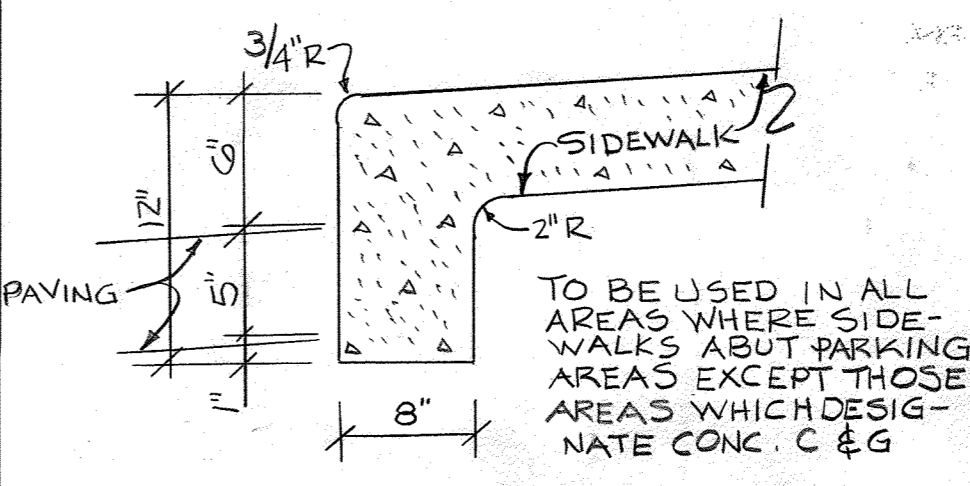 3/4" R
6"
12"
SIDEWALK
2" R
PAVING
5"
1"
8"
TO BE USED IN ALL
AREAS WHERE SIDE-
WALKS ABUT PARKING
AREAS EXCEPT THOSE
AREAS WHICH DESIG-
NATE CONC. C & G